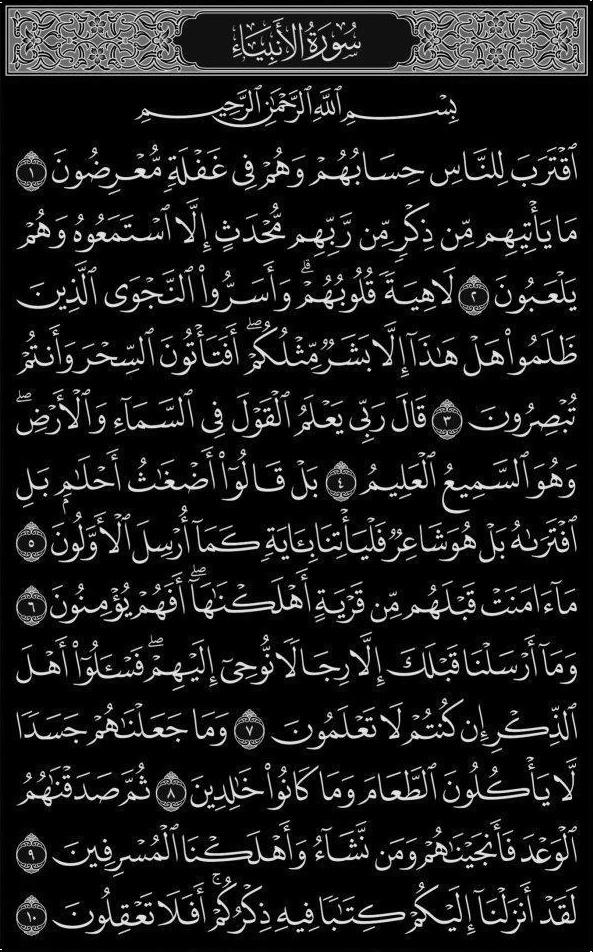 سُورَةُ الأَنبِيَاءِ
بِسْمِ ٱللَّهِ ٱلرَّحْمَٰنِ ٱلرَّحِيمِ
ٱقْتَرَبَ لِلنَّاسِ حِسَابُهُمْ وَهُمْ فِي غَفْلَةٍ مُّعْرِضُونَ ١
مَا يَأْتِيهِم مِّن ذِكْرٍ مِّن رَّبِّهِم مُّحْدَثٍ إِلَّا ٱسْتَمَعُوهُ وَهُمْ
يَلْعَبُونَ ٢ لَاهِيَةً قُلُوبُهُمْ ۗ وَأَسَرُّوا۟ ٱلنَّجْوَى ٱلَّذِينَ
ظَلَمُوا۟ هَلْ هَٰذَآ إِلَّا بَشَرٌ مِّثْلُكُمْ ۖ أَفَتَأْتُونَ ٱلسِّحْرَ وَأَنتُمْ
تُبْصِرُونَ ٣ قَالَ رَبِّي يَعْلَمُ ٱلْقَوْلَ فِي ٱلسَّمَآءِ وَٱلْأَرْضِ ۖ
وَهُوَ ٱلسَّمِيعُ ٱلْعَلِيمُ ٤ بَلْ قَالُوٓا۟ أَضْغَٰثُ أَحْلَٰمٍۭ بَلِ
ٱفْتَرَىٰهُ بَلْ هُوَ شَاعِرٌ فَلْيَأْتِنَا بِـَٔايَةٍ كَمَآ أُرْسِلَ ٱلْأَوَّلُونَ ٥
مَآ ءَامَنَتْ قَبْلَهُم مِّن قَرْيَةٍ أَهْلَكْنَٰهَآ ۖ أَفَهُمْ يُؤْمِنُونَ ٦
وَمَآ أَرْسَلْنَا قَبْلَكَ إِلَّا رِجَالًا نُّوحِيٓ إِلَيْهِمْ ۖ فَسْـَٔلُوٓا۟ أَهْلَ
ٱلذِّكْرِ إِن كُنتُمْ لَا تَعْلَمُونَ ٧ وَمَا جَعَلْنَٰهُمْ جَسَدًا
لَّا يَأْكُلُونَ ٱلطَّعَامَ وَمَا كَانُوا۟ خَٰلِدِينَ ٨ ثُمَّ صَدَقْنَٰهُمُ
ٱلْوَعْدَ فَأَنجَيْنَٰهُمْ وَمَن نَّشَآءُ وَأَهْلَكْنَا ٱلْمُسْرِفِينَ ٩
لَقَدْ أَنزَلْنَآ إِلَيْكُمْ كِتَٰبًا فِيهِ ذِكْرُكُمْ ۖ أَفَلَا تَعْقِلُونَ ١٠